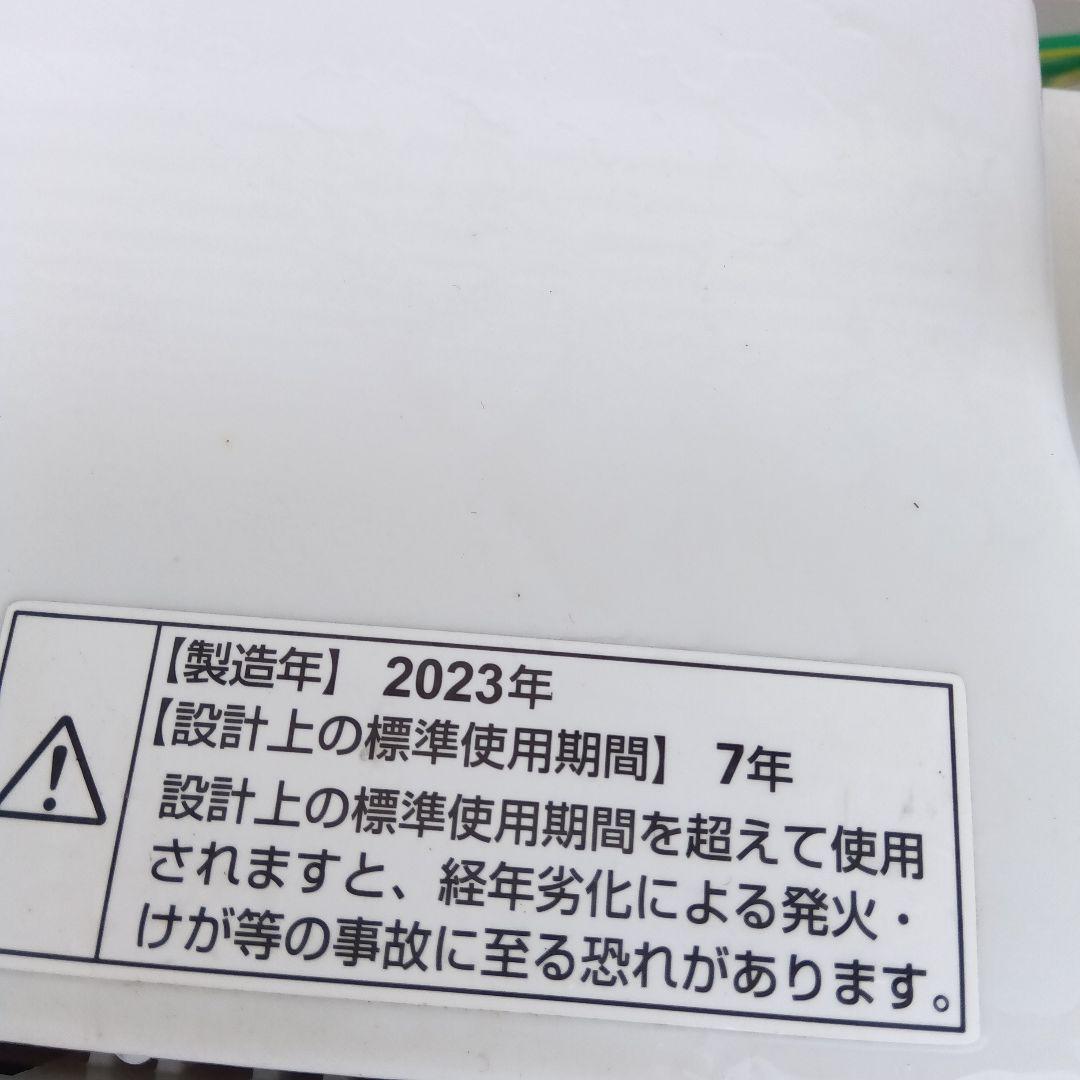 【製造年】 2023年
【設計上の標準使用期間】 7年
設計上の標準使用期間を超えて使用
されますと、経年劣化による発火・
けが等の事故に至る恐れがあります。